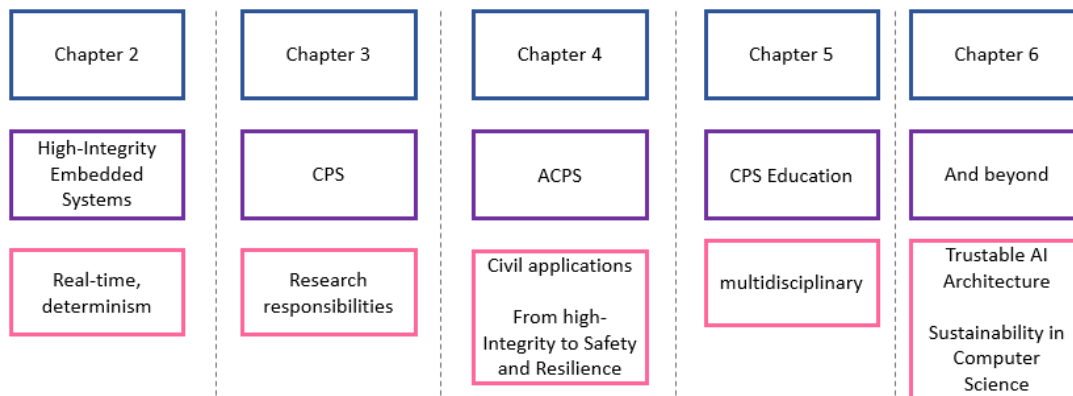 Chapter 2
Chapter 3
Chapter 4
Chapter 5
Chapter 6
High-Integrity
Embedded
Systems
CPS
ACPS
CPS Education
And beyond
Real-time,
determinism
Research
responsibilities
Civil applications
From high-
Integrity to Safety
and Resilience
multidisciplinary
Trustable AI
Architecture
Sustainability in
Computer
Science